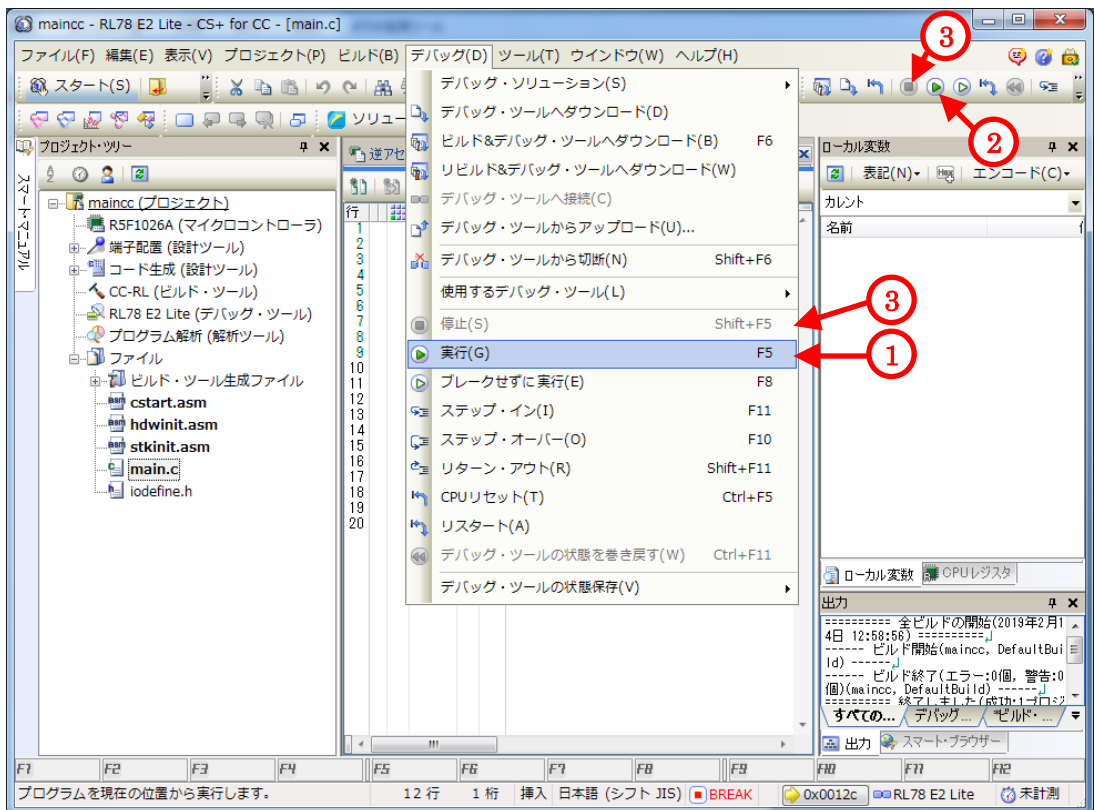 maincc - RL78 E2 Lite - CS+ for CC - [main.c]
ファイル(F) 編集(E) 表示(V) プロジェクト(P) ビルド(B) デバッグ(D) ツール(T) ウインドウ(W) ヘルプ(H)
③
スタート(S)
②
ソリュー
プロジェクト・ツリー
スマート・マニュアル
maincc (プロジェクト)
R5F1026A (マイクロコントローラ)
端子配置 (設計ツール)
コード生成 (設計ツール)
CC-RL (ビルド・ツール)
RL78 E2 Lite (デバッグ・ツール)
プログラム解析 (解析ツール)
ファイル
ビルド・ツール生成ファイル
cstart.asm
hdwinit.asm
stkinit.asm
main.c
iodefine.h
逆アセ
行
1
2
3
4
5
6
7
8
9
10
11
12
13
14
15
16
17
18
19
20
デバッグ・ソリューション(S)
デバッグ・ツールへダウンロード(D)
ビルド&デバッグ・ツールへダウンロード(B) F6
リビルド&デバッグ・ツールへダウンロード(W)
デバッグ・ツールへ接続(C)
デバッグ・ツールからアップロード(U)...
デバッグ・ツールから切断(N) Shift+F6
使用するデバッグ・ツール(L)
停止(S) Shift+F5
③
実行(G) F5
①
ブレークせずに実行(E) F8
ステップ・イン(I) F11
ステップ・オーバー(O) F10
リターン・アウト(R) Shift+F11
CPUリセット(T) Ctrl+F5
リスタート(A)
デバッグ・ツールの状態を巻き戻す(W) Ctrl+F11
デバッグ・ツールの状態保存(V)
ローカル変数
表記(N) Hex エンコード(C)
カレント
名前
ローカル変数 CPUレジスタ
出力
========== 全ビルドの開始(2019年2月1
4日 12:58:56) ==========
------ ビルド開始(maincc, DefaultBui
ld) ------
------ ビルド終了(エラー:0個, 警告:0
個)(maincc, DefaultBuild) ------
========== 終了しました(成功:1プロジ
すべての... デバッグ... *ビルド・...
出力 スマート・ブラウザー
F1 F2 F3 F4 F5 F6 F7 F8 F9 F10 F11 F12
プログラムを現在の位置から実行します。 12 行 1 桁 挿入 日本語 (シフト JIS) BREAK 0x0012c RL78 E2 Lite 未計測